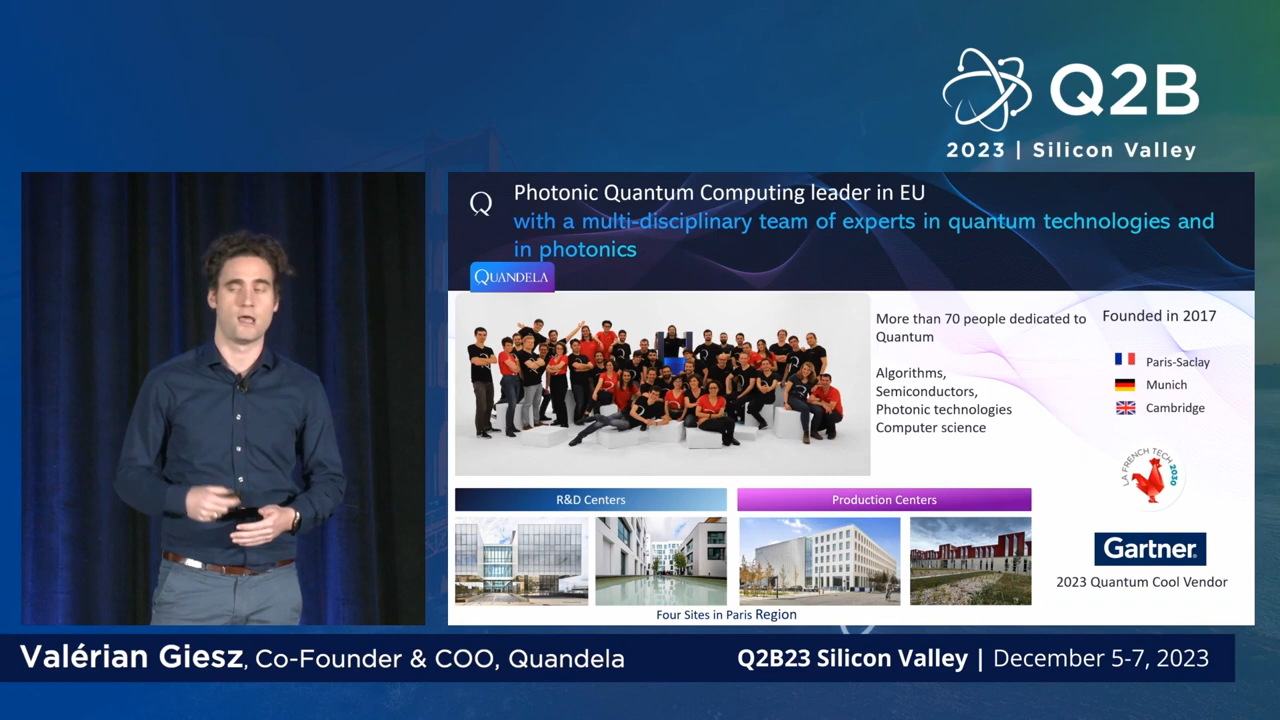 Q2B
2023 | Silicon Valley
Q
Photonic Quantum Computing leader in EU
with a multi-disciplinary team of experts in quantum technologies and
in photonics
QUANDELA
More than 70 people dedicated to
Quantum
Algorithms,
Semiconductors,
Photonic technologies
Computer science
Founded in 2017
Paris-Saclay
Munich
Cambridge
LA FRENCH TECH 2030
Gartner
2023 Quantum Cool Vendor
R&D Centers
Production Centers
Four Sites in Paris Region
Valérian Giesz, Co-Founder & COO, Quandela
Q2B23 Silicon Valley | December 5-7, 2023